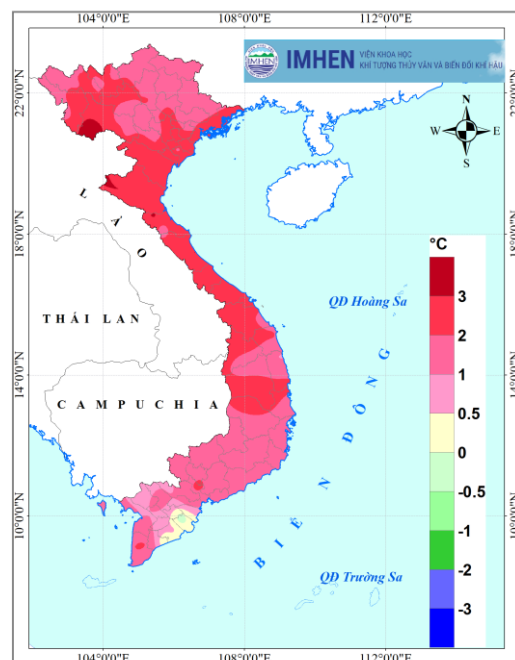 104°0'0"E 108°0'0"E 112°0'0"E
IMHEN VIỆN KHOA HỌC
KHÍ TƯỢNG THỦY VĂN VÀ BIẾN ĐỔI KHÍ HẬU
22°0'0"N
N
W E
S
LÀO
18°0'0"N
°C
3
2
1
0.5
0
-0.5
-1
-2
-3
QĐ Hoàng Sa
THÁI LAN
14°0'0"N
CAMPUCHIA
BIỂN ĐÔNG
10°0'0"N
QĐ Trường Sa
104°0'0"E 108°0'0"E 112°0'0"E